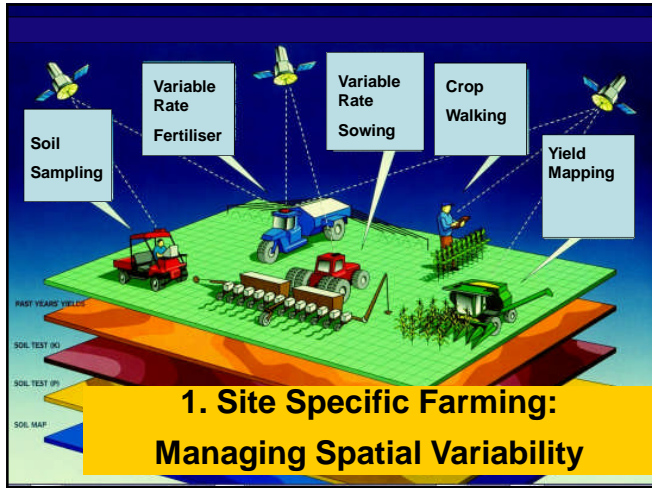 Variable
Rate
Fertiliser
Variable
Rate
Sowing
Crop
Walking
Soil
Sampling
Yield
Mapping
PAST YEARS' YIELDS
SOIL TEST (K)
SOIL TEST (P)
SOIL MAP
1. Site Specific Farming:
Managing Spatial Variability